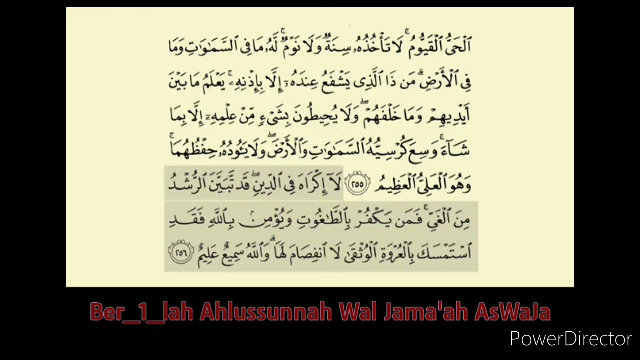 ٱلْحَىُّ ٱلْقَيُّومُ ۚ لَا تَأْخُذُهُۥ سِنَةٌ وَلَا نَوْمٌ ۚ لَّهُۥ مَا فِى ٱلسَّمَـٰوَٰتِ وَمَا
فِى ٱلْأَرْضِ ۗ مَن ذَا ٱلَّذِى يَشْفَعُ عِندَهُۥٓ إِلَّا بِإِذْنِهِۦ ۚ يَعْلَمُ مَا بَيْنَ
أَيْدِيهِمْ وَمَا خَلْفَهُمْ ۖ وَلَا يُحِيطُونَ بِشَىْءٍ مِّنْ عِلْمِهِۦٓ إِلَّا بِمَا
شَآءَ ۚ وَسِعَ كُرْسِيُّهُ ٱلسَّمَـٰوَٰتِ وَٱلْأَرْضَ ۖ وَلَا يَـُٔودُهُۥ حِفْظُهُمَا ۚ
وَهُوَ ٱلْعَلِىُّ ٱلْعَظِيمُ ﴿٢٥٥﴾ لَآ إِكْرَاهَ فِى ٱلدِّينِ ۖ قَد تَّبَيَّنَ ٱلرُّشْدُ
مِنَ ٱلْغَىِّ ۚ فَمَن يَكْفُرْ بِٱلطَّـٰغُوتِ وَيُؤْمِنۢ بِٱللَّهِ فَقَدِ
ٱسْتَمْسَكَ بِٱلْعُرْوَةِ ٱلْوُثْقَىٰ لَا ٱنفِصَامَ لَهَا ۗ وَٱللَّهُ سَمِيعٌ عَلِيمٌ ﴿٢٥٦﴾
Ber_1_lah Ahlussunnah Wal Jama'ah AsWaJa
PowerDirector